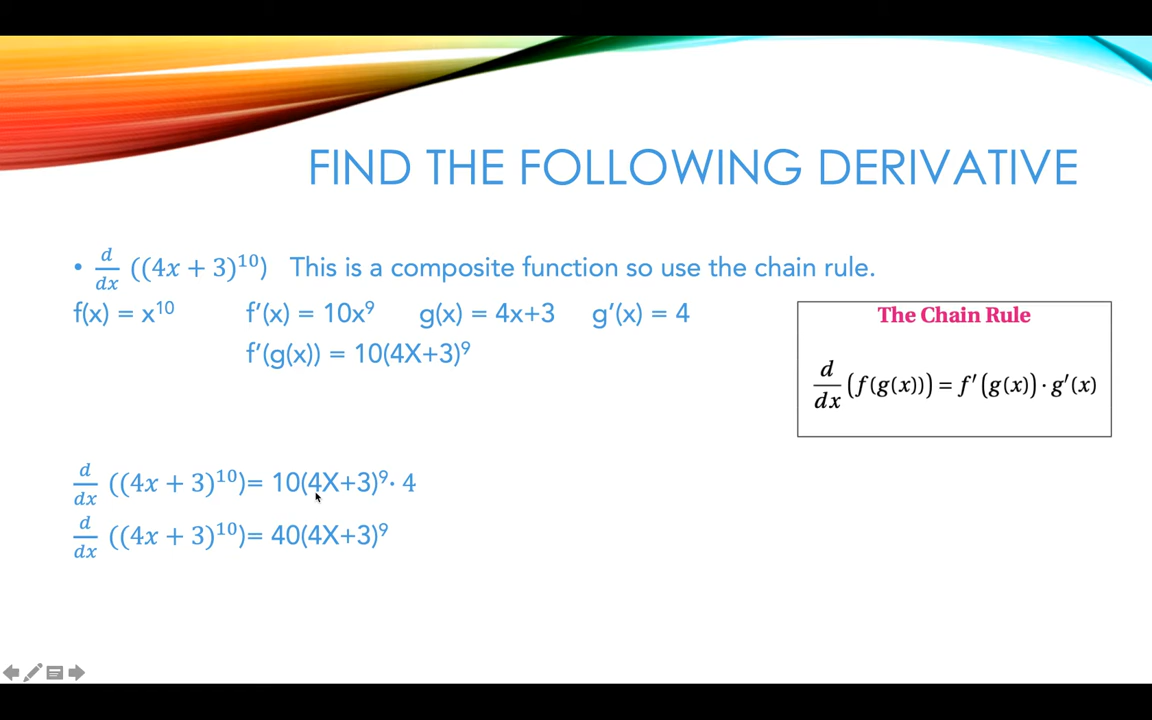 FIND THE FOLLOWING DERIVATIVE
• d/dx ((4x + 3)¹⁰) This is a composite function so use the chain rule.
f(x) = x¹⁰ f′(x) = 10x⁹ g(x) = 4x+3 g′(x) = 4
f′(g(x)) = 10(4X+3)⁹
The Chain Rule
d/dx (f(g(x))) = f′(g(x)) · g′(x)
d/dx ((4x + 3)¹⁰)= 10(4X+3)⁹· 4
d/dx ((4x + 3)¹⁰)= 40(4X+3)⁹